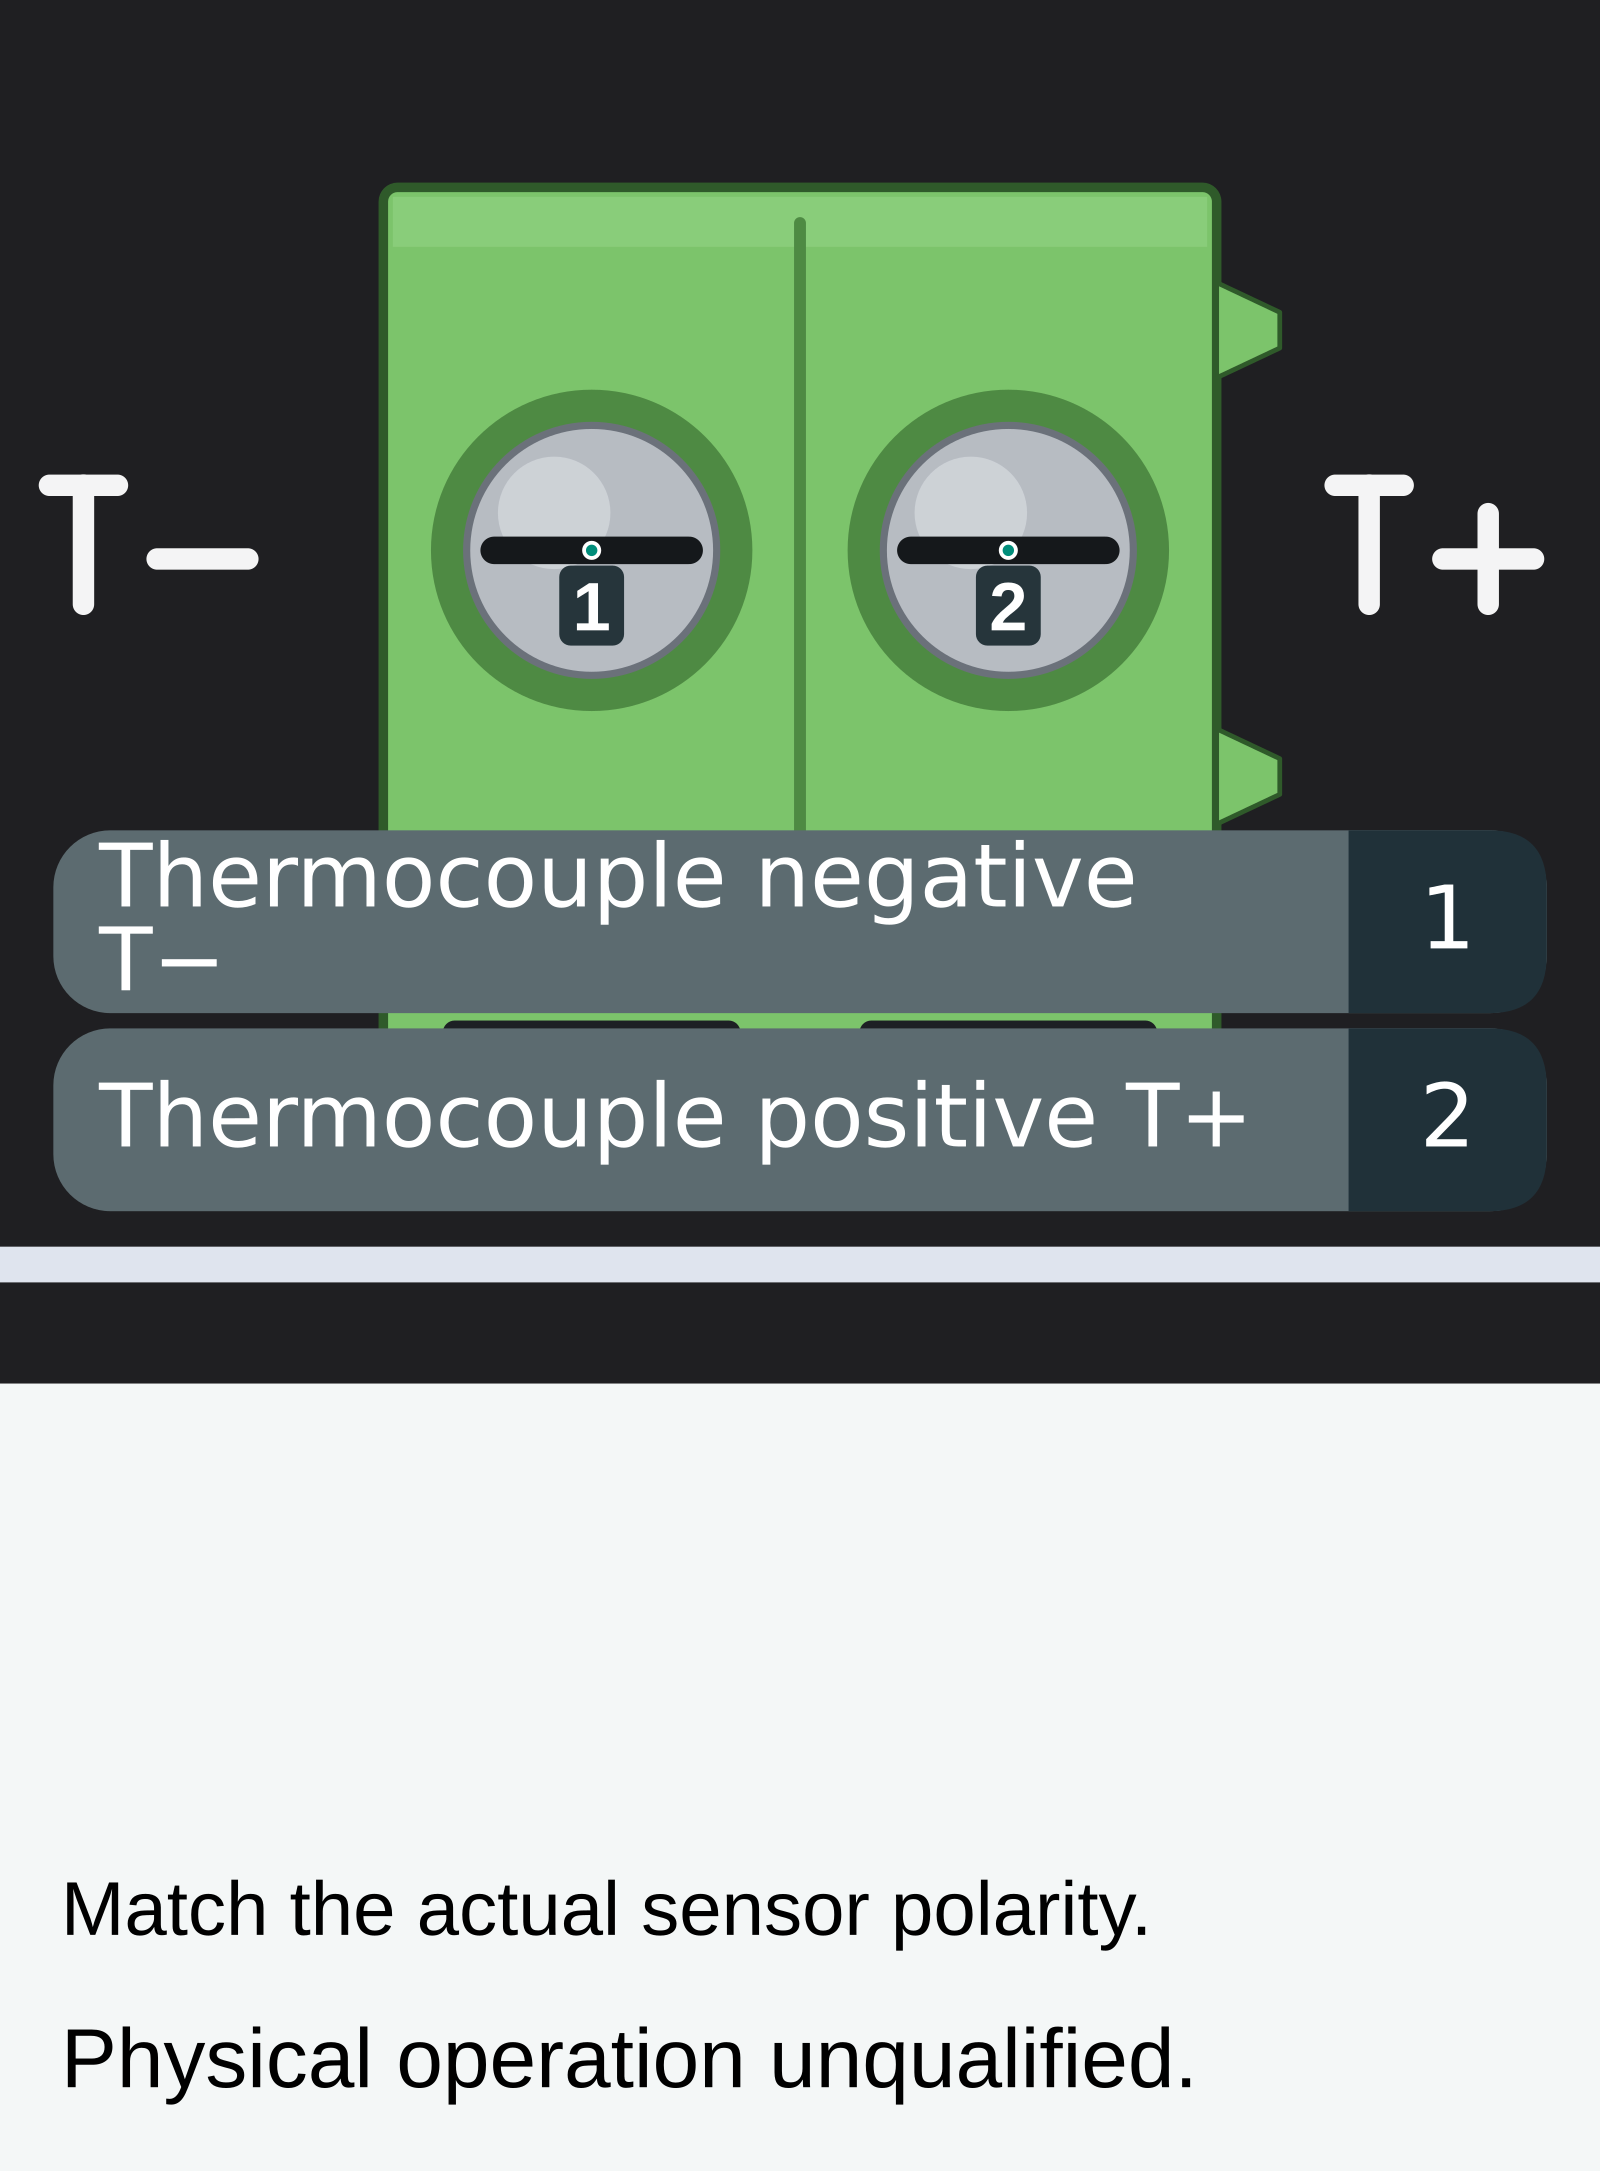 T− T+
1 2
Thermocouple negative
T− 1
Thermocouple positive T+ 2
Match the actual sensor polarity.
Physical operation unqualified.